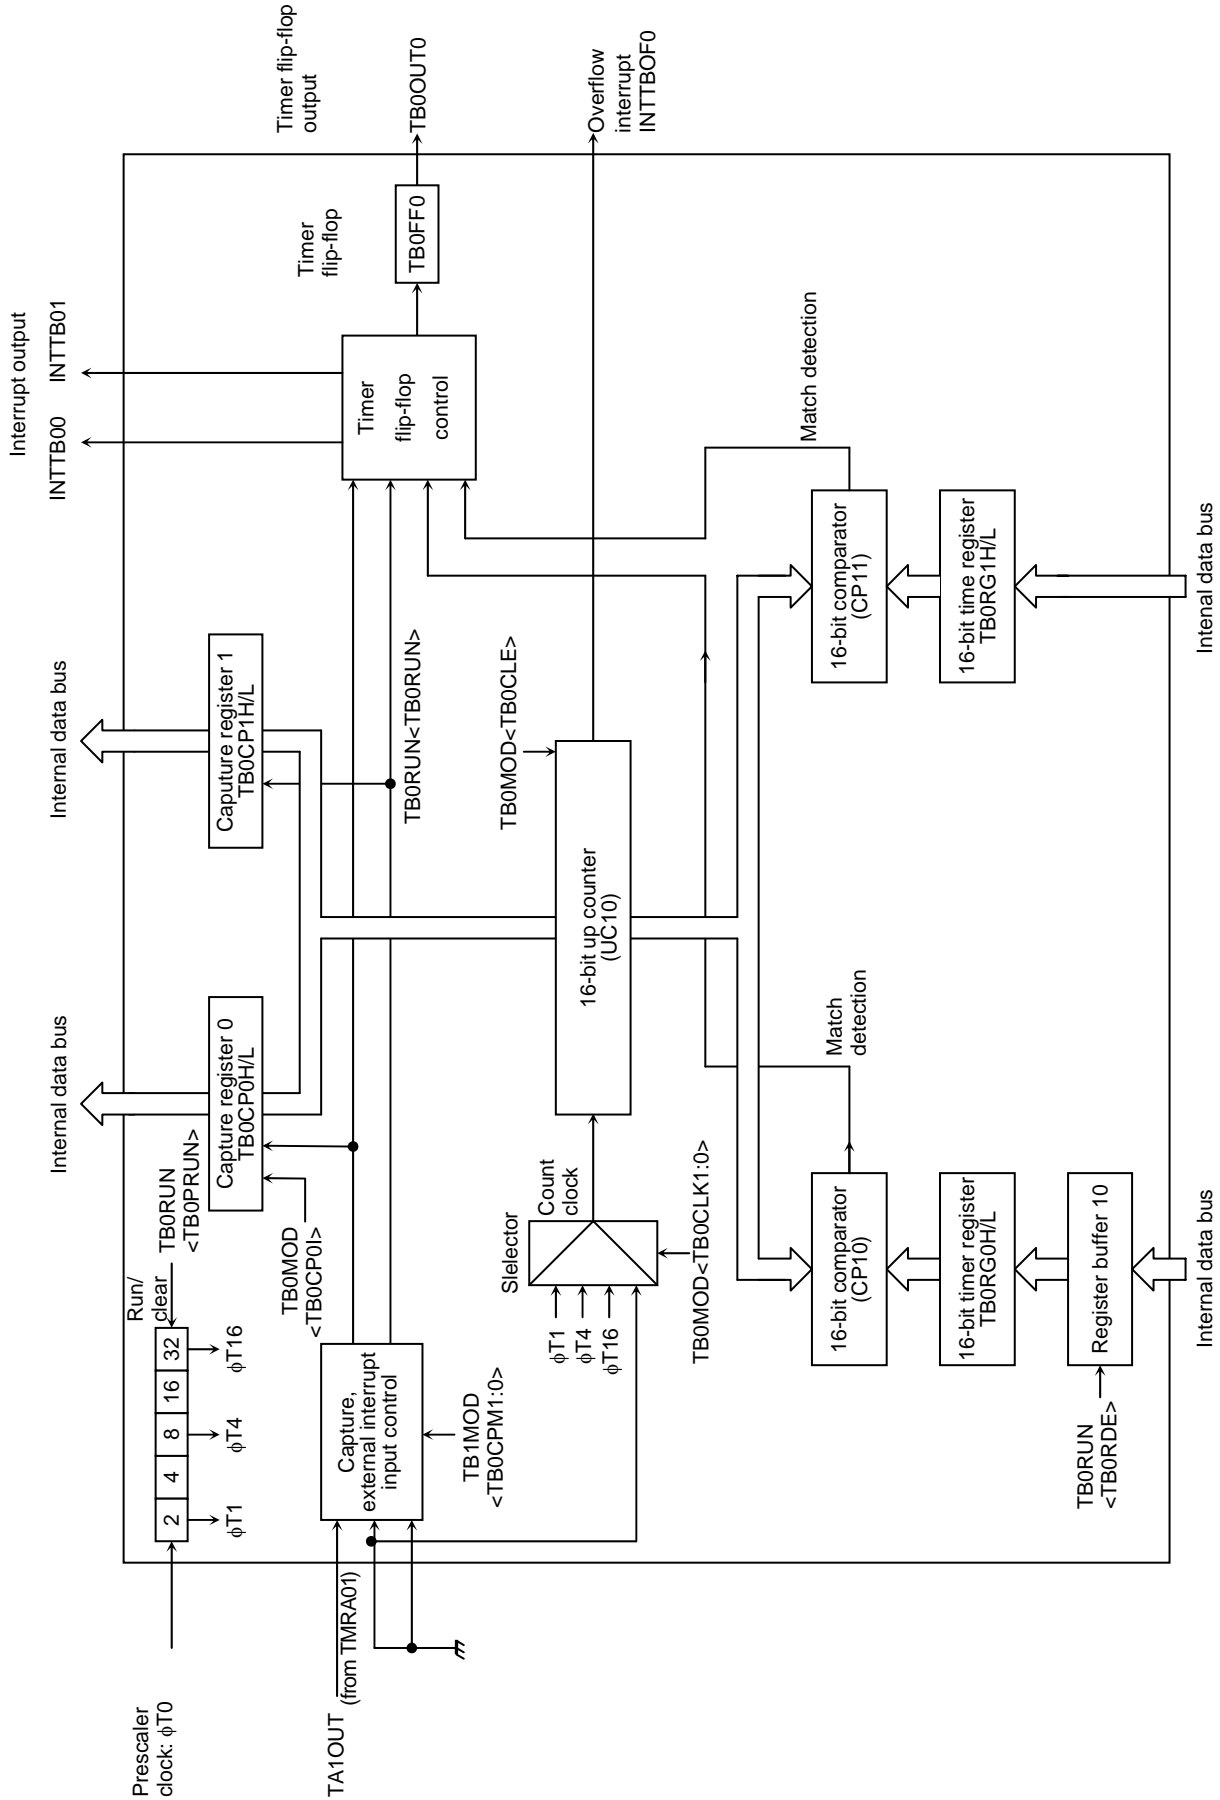 Prescaler
clock: ϕT0
2
4
8
16
32
Run/
clear
TB0RUN
<TB0PRUN>
ϕT1
ϕT4
ϕT16
Internal data bus
Internal data bus
Interrupt output
INTTB00
INTTB01
Capture register 0
TB0CP0H/L
Caputure register 1
TB0CP1H/L
TB0MOD
<TB0CP0I>
TA1OUT
(from TMRA01)
Capture,
external interrupt
input control
TB1MOD
<TB0CPM1:0>
TB0RUN<TB0RUN>
Timer
flip-flop
control
Timer
flip-flop
TB0FF0
Timer flip-flop
output
TB0OUT0
Slelector
Count
clock
ϕT1
ϕT4
ϕT16
TB0MOD<TB0CLK1:0>
16-bit up counter
(UC10)
TB0MOD<TB0CLE>
Overflow
interrupt
INTTBOF0
Match
detection
Match detection
16-bit comparator
(CP10)
16-bit comparator
(CP11)
16-bit timer register
TB0RG0H/L
16-bit time register
TB0RG1H/L
Register buffer 10
TB0RUN
<TB0RDE>
Internal data bus
Intenal data bus